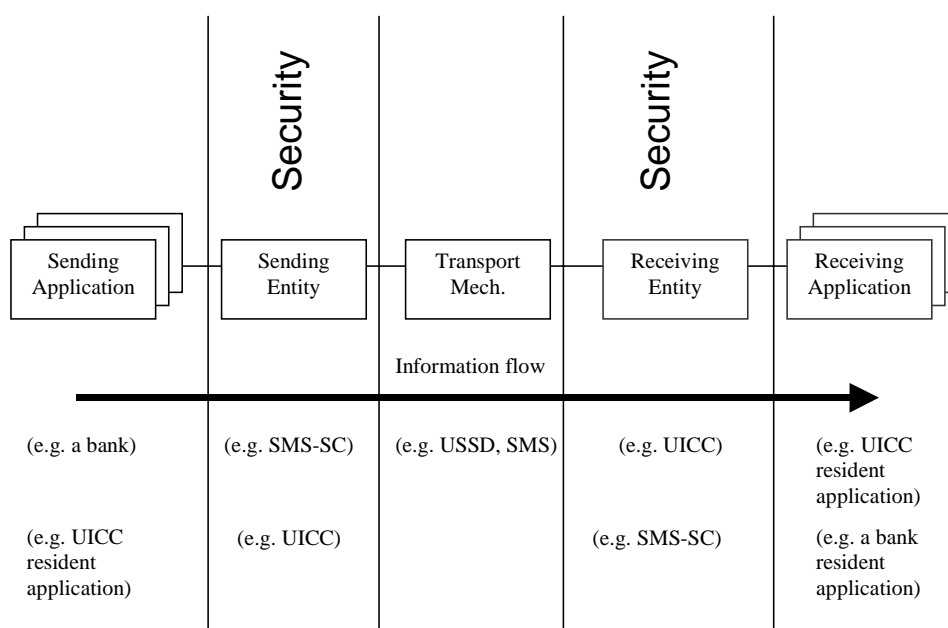 Security
Security
Sending
Application
Sending
Entity
Transport
Mech.
Receiving
Entity
Receiving
Application
Information flow
(e.g. a bank)
(e.g. SMS-SC)
(e.g. USSD, SMS)
(e.g. UICC)
(e.g. UICC
resident
application)
(e.g. UICC
resident
application)
(e.g. UICC)
(e.g. SMS-SC)
(e.g. a bank
resident
application)